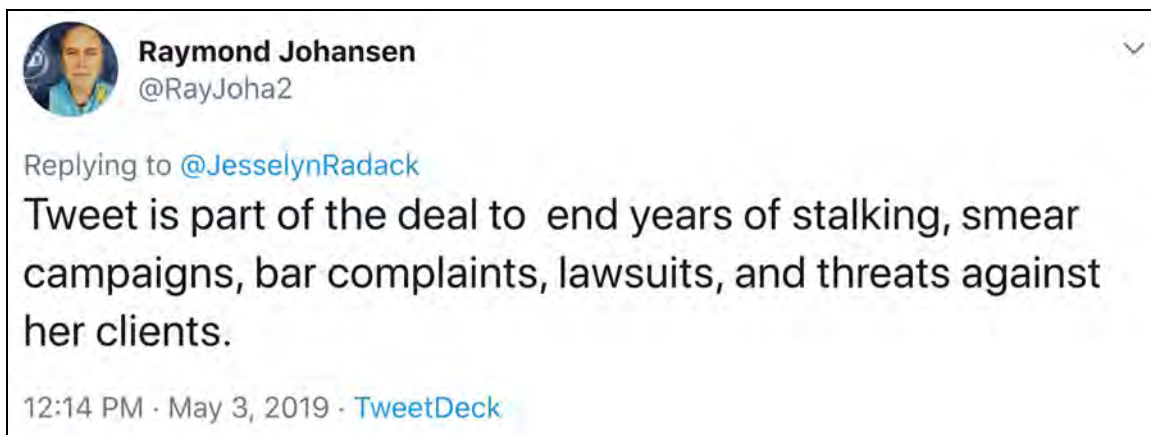 Raymond Johansen
@RayJoha2
Replying to @JesselynRadack
Tweet is part of the deal to  end years of stalking, smear
campaigns, bar complaints, lawsuits, and threats against
her clients.
12:14 PM · May 3, 2019 · TweetDeck